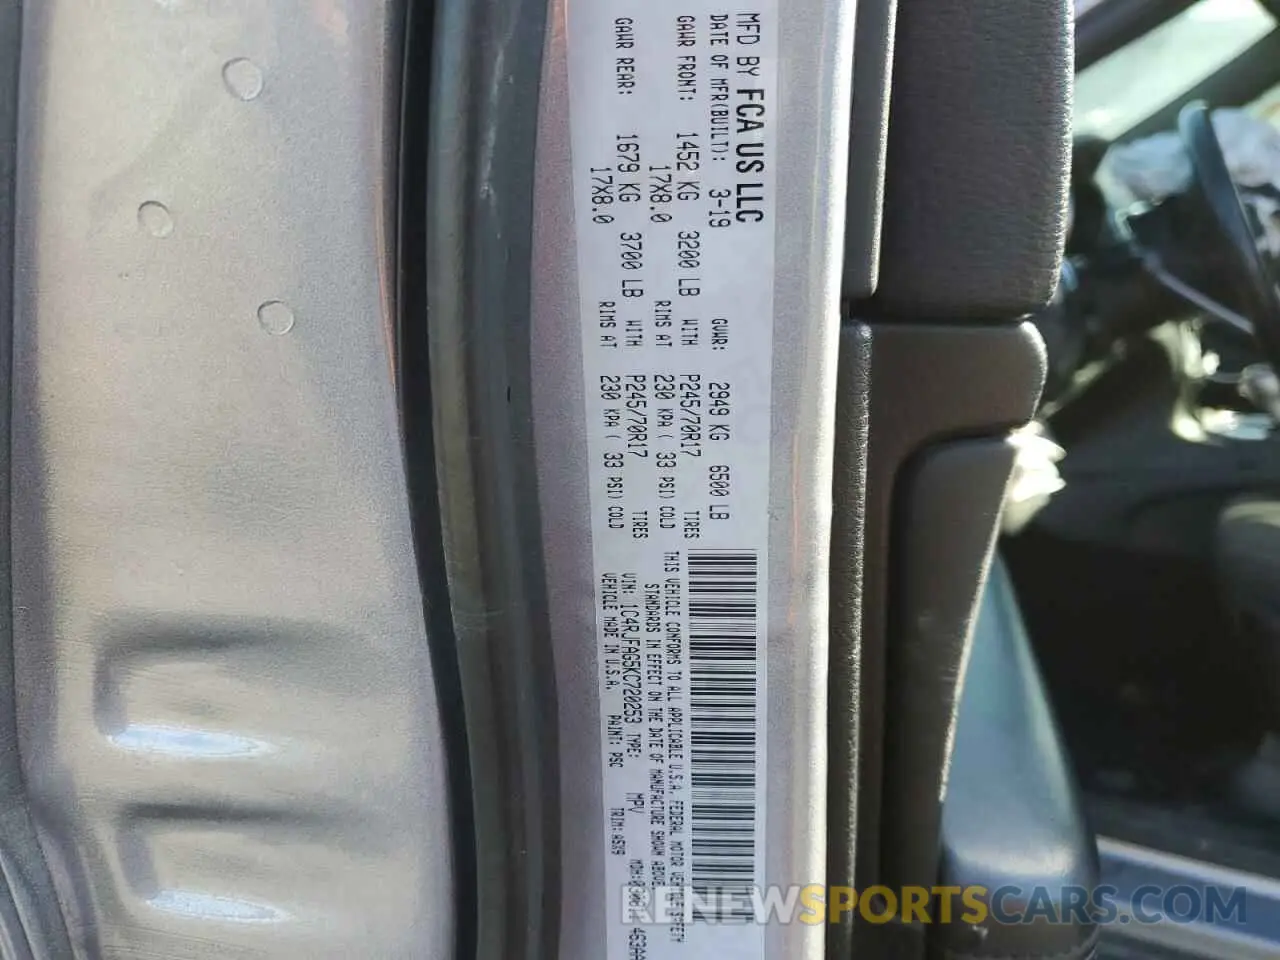 MFD BY FCA US LLC
DATE OF MFR(BUILT): 3-19 GVWR: 2949 KG 6500 LB
GAWR FRONT: 1452 KG 3200 LB WITH P245/70R17 TIRES
17X8.0 RIMS AT 230 KPA ( 33 PSI) COLD
GAWR REAR: 1679 KG 3700 LB WITH P245/70R17 TIRES
17X8.0 RIMS AT 230 KPA ( 33 PSI) COLD
THIS VEHICLE CONFORMS TO ALL APPLICABLE U.S.A. FEDERAL MOTOR VEHICLE SAFETY
STANDARDS IN EFFECT ON THE DATE OF MANUFACTURE SHOWN ABOVE.
VIN: 1C4RJFAG5KC720253 TYPE: MPV
VEHICLE MADE IN U.S.A. PAINT: PSC TRIM: A5X9
RENEWSAUTOS.COM